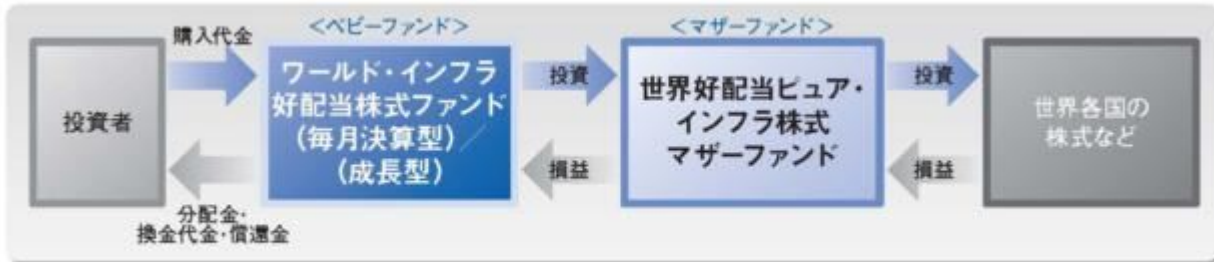 購入代金
<ベビーファンド>
<マザーファンド>
投資者
ワールド・インフラ
好配当株式ファンド
(毎月決算型)/
(成長型)
投資
世界好配当ピュア・
インフラ株式
マザーファンド
投資
世界各国の
株式など
損益
損益
分配金・
換金代金・償還金